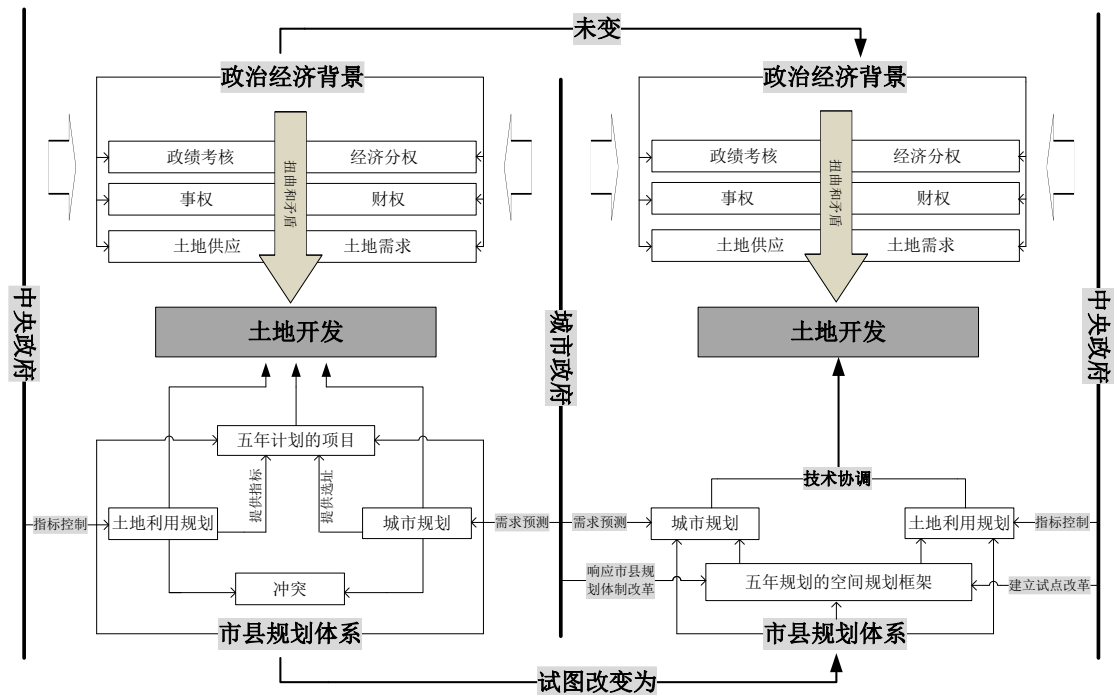 未变
政治经济背景
政绩考核 经济分权
事权 财权
土地供应 土地需求
扭曲和矛盾
土地开发
中央政府
五年计划的项目
提供指标
提供选址
指标控制
土地利用规划
城市规划
需求预测
冲突
市县规划体系
城市政府
政治经济背景
政绩考核 经济分权
事权 财权
土地供应 土地需求
扭曲和矛盾
土地开发
中央政府
技术协调
需求预测
城市规划
土地利用规划
指标控制
响应市县规
划体制改革
五年规划的空间规划框架
建立试点改革
市县规划体系
试图改变为